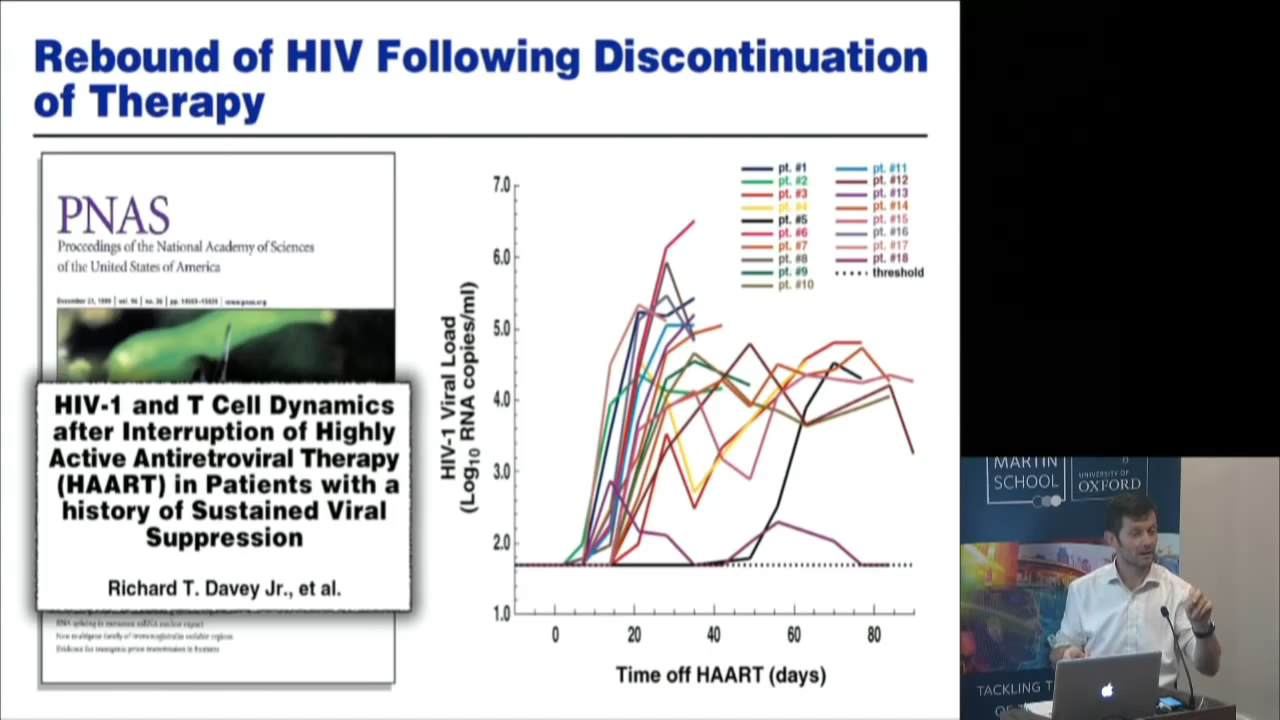 Rebound of HIV Following Discontinuation
of Therapy
PNAS
Proceedings of the National Academy of Sciences
of the United States of America
HIV-1 and T Cell Dynamics
after Interruption of Highly
Active Antiretroviral Therapy
(HAART) in Patients with a
history of Sustained Viral
Suppression
Richard T. Davey Jr., et al.
HIV-1 Viral Load
(Log10 RNA copies/ml)
7.0
6.0
5.0
4.0
3.0
2.0
1.0
0
20
40
60
80
Time off HAART (days)
pt. #1
pt. #2
pt. #3
pt. #4
pt. #5
pt. #6
pt. #7
pt. #8
pt. #9
pt. #10
pt. #11
pt. #12
pt. #13
pt. #14
pt. #15
pt. #16
pt. #17
pt. #18
threshold
MARTIN
SCHOOL
UNIVERSITY OF
OXFORD
TACKLING